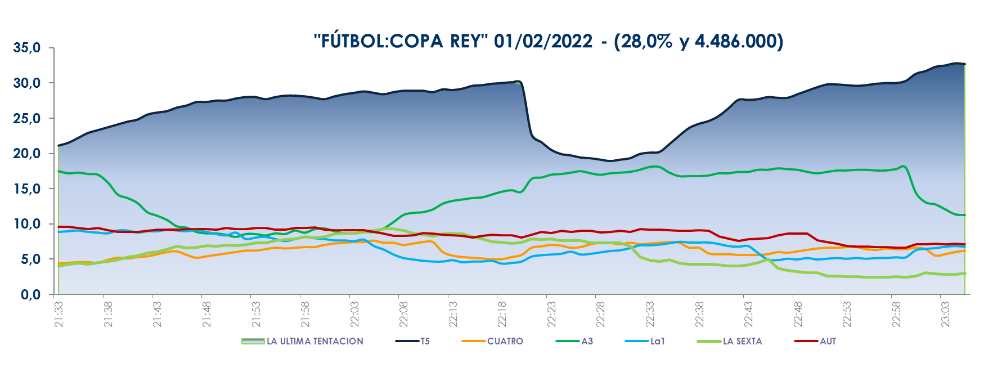 "FÚTBOL:COPA REY" 01/02/2022 - (28,0% y 4.486.000)
35,0
30,0
25,0
20,0
15,0
10,0
5,0
0,0
21:33 21:38 21:43 21:48 21:53 21:58 22:03 22:08 22:13 22:18 22:23 22:28 22:33 22:38 22:43 22:48 22:53 22:58 23:03
LA ULTIMA TENTACION T5 CUATRO A3 La1 LA SEXTA AUT